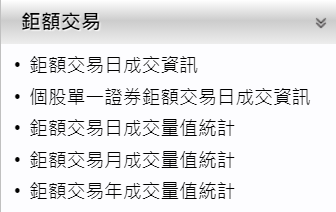 鉅額交易
• 鉅額交易日成交資訊
• 個股單一證券鉅額交易日成交資訊
• 鉅額交易日成交量值統計
• 鉅額交易月成交量值統計
• 鉅額交易年成交量值統計